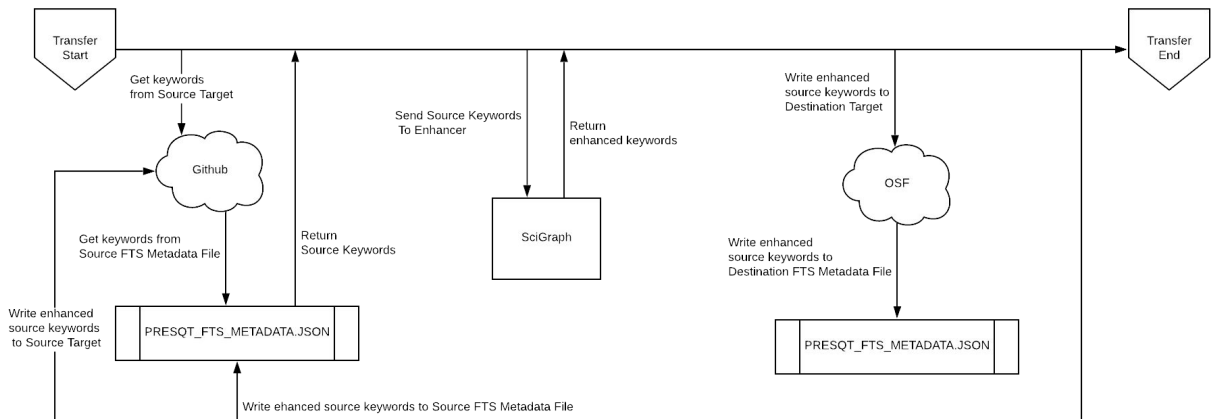 Transfer
Start
Transfer
End
Get keywords
from Source Target
Write enhanced
source keywords to
Destination Target
Send Source Keywords
To Enhancer
Return
enhanced keywords
Github
OSF
SciGraph
Get keywords from
Source FTS Metadata File
Return
Source Keywords
Write enhanced
source keywords to
Destination FTS Metadata File
Write enhanced
source keywords
to Source Target
PRESQT_FTS_METADATA.JSON
PRESQT_FTS_METADATA.JSON
Write ehanced source keywords to Source FTS Metadata File